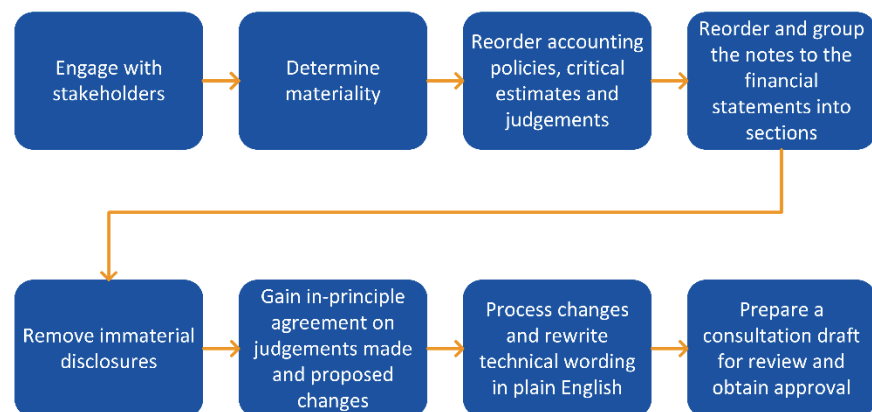 Engage with
stakeholders
Determine
materiality
Reorder accounting
policies, critical
estimates and
judgements
Reorder and group
the notes to the
financial
statements into
sections
Remove immaterial
disclosures
Gain in-principle
agreement on
judgements made
and proposed
changes
Process changes
and rewrite
technical wording
in plain English
Prepare a
consultation draft
for review and
obtain approval